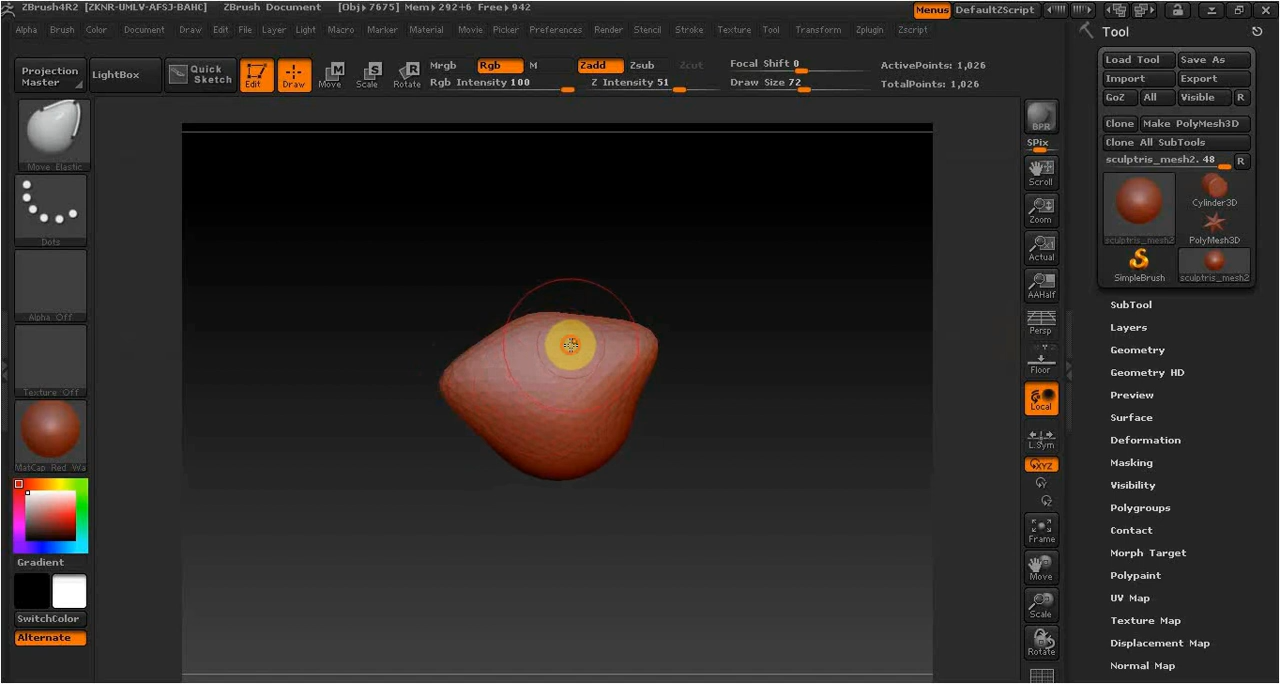 ZBrush4R2 [ZKNR-UMLV-AFSJ-BAHC] ZBrush Document [Obj▸7675] Mem▸292+6 Free▸942 Menus DefaultZScript
Alpha Brush Color Document Draw Edit File Layer Light Macro Marker Material Movie Picker Preferences Render Stencil Stroke Texture Tool Transform Zplugin Zscript
Tool
Projection Master
LightBox
Quick Sketch
Edit
Draw
Move
Scale
Rotate
Mrgb Rgb M Zadd Zsub Zcut Focal Shift 0 ActivePoints: 1,026
Rgb Intensity 100 Z Intensity 51 Draw Size 72 TotalPoints: 1,026
Load Tool Save As
Import Export
GoZ All Visible R
Clone Make PolyMesh3D
Clone All SubTools
sculptris_mesh2. 48 R
Cylinder3D
sculptris_mesh2 PolyMesh3D
SimpleBrush sculptris_mesh2
SubTool
Layers
Geometry
Geometry HD
Preview
Surface
Deformation
Masking
Visibility
Polygroups
Contact
Morph Target
Polypaint
UV Map
Texture Map
Displacement Map
Normal Map
Move Elastic
Dots
Alpha Off
Texture Off
MatCap Red Wa
Gradient
SwitchColor
Alternate
BPR
SPix
Scroll
Zoom
Actual
AAHalf
Persp
Floor
Local
L.Sym
XYZ
Y
Z
Frame
Move
Scale
Rotate